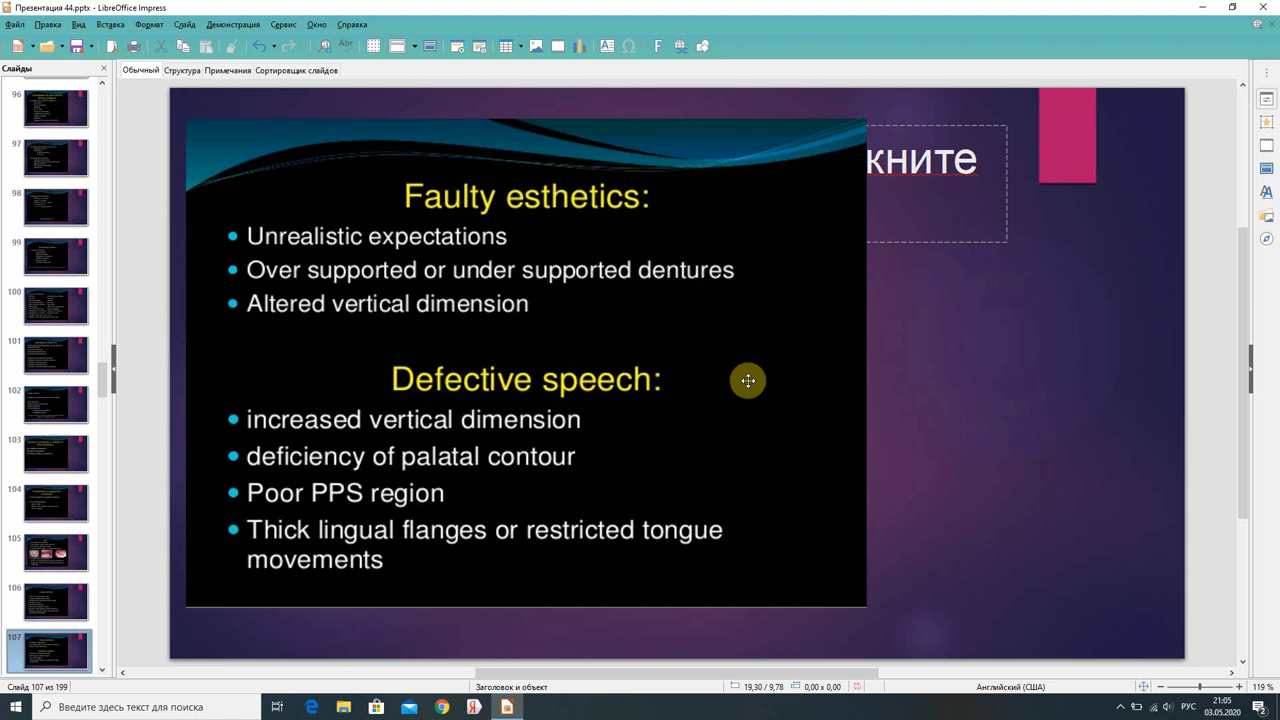 Презентация 44.pptx - LibreOffice Impress
Файл Правка Вид Вставка Формат Слайд Демонстрация Сервис Окно Справка
Слайды
Обычный Структура Примечания Сортировщик слайдов
96
97
98
99
100
101
102
103
104
105
106
107
кните
Faulty esthetics:
• Unrealistic expectations
• Over supported or under supported dentures
• Altered vertical dimension
Defective speech:
• increased vertical dimension
• deficiency of palatal contour
• Poor PPS region
• Thick lingual flanges or restricted tongue
movements
Слайд 107 из 199
Заголовок и объект
19,30 / 9,78
0,00 x 0,00
Английский (США)
119 %
Введите здесь текст для поиска
РУС
21:05
03.05.2020